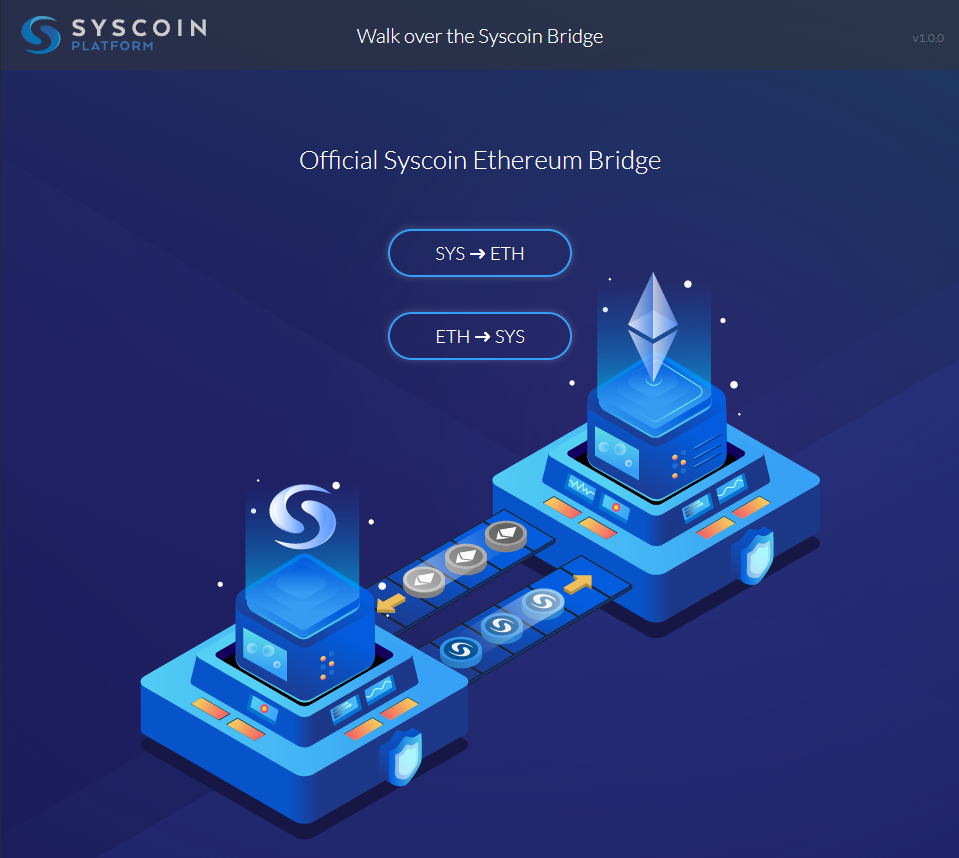 SYSCOIN
PLATFORM
Walk over the Syscoin Bridge
v1.0.0
Official Syscoin Ethereum Bridge
SYS ➔ ETH
ETH ➔ SYS